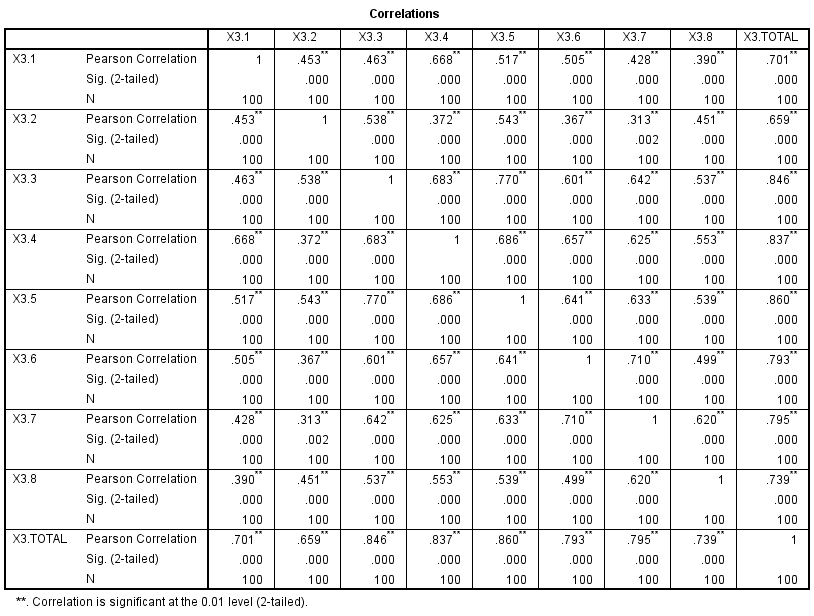 Correlations
X3.1 X3.2 X3.3 X3.4 X3.5 X3.6 X3.7 X3.8 X3.TOTAL
X3.1 Pearson Correlation 1 .453** .463** .668** .517** .505** .428** .390** .701**
Sig. (2-tailed) .000 .000 .000 .000 .000 .000 .000 .000
N 100 100 100 100 100 100 100 100 100
X3.2 Pearson Correlation .453** 1 .538** .372** .543** .367** .313** .451** .659**
Sig. (2-tailed) .000 .000 .000 .000 .000 .002 .000 .000
N 100 100 100 100 100 100 100 100 100
X3.3 Pearson Correlation .463** .538** 1 .683** .770** .601** .642** .537** .846**
Sig. (2-tailed) .000 .000 .000 .000 .000 .000 .000 .000
N 100 100 100 100 100 100 100 100 100
X3.4 Pearson Correlation .668** .372** .683** 1 .686** .657** .625** .553** .837**
Sig. (2-tailed) .000 .000 .000 .000 .000 .000 .000 .000
N 100 100 100 100 100 100 100 100 100
X3.5 Pearson Correlation .517** .543** .770** .686** 1 .641** .633** .539** .860**
Sig. (2-tailed) .000 .000 .000 .000 .000 .000 .000 .000
N 100 100 100 100 100 100 100 100 100
X3.6 Pearson Correlation .505** .367** .601** .657** .641** 1 .710** .499** .793**
Sig. (2-tailed) .000 .000 .000 .000 .000 .000 .000 .000
N 100 100 100 100 100 100 100 100 100
X3.7 Pearson Correlation .428** .313** .642** .625** .633** .710** 1 .620** .795**
Sig. (2-tailed) .000 .002 .000 .000 .000 .000 .000 .000
N 100 100 100 100 100 100 100 100 100
X3.8 Pearson Correlation .390** .451** .537** .553** .539** .499** .620** 1 .739**
Sig. (2-tailed) .000 .000 .000 .000 .000 .000 .000 .000
N 100 100 100 100 100 100 100 100 100
X3.TOTAL Pearson Correlation .701** .659** .846** .837** .860** .793** .795** .739** 1
Sig. (2-tailed) .000 .000 .000 .000 .000 .000 .000 .000
N 100 100 100 100 100 100 100 100 100
**. Correlation is significant at the 0.01 level (2-tailed).